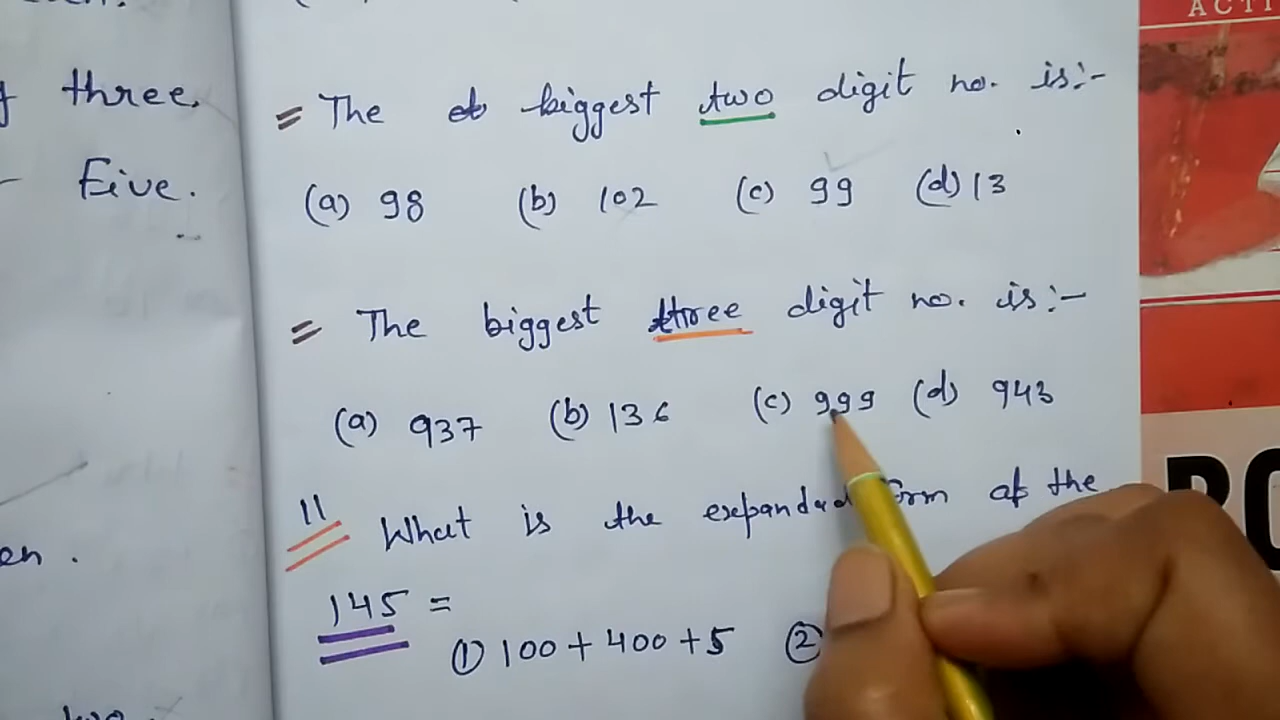 three.
Five.
= The biggest two digit no. is:-
(a) 98 (b) 102 (c) 99 (d) 13
= The biggest three digit no. is:-
(a) 937 (b) 136 (c) 999 (d) 943
11 What is the expanded form of the
145 =
① 100 + 400 + 5 ②
ACTI